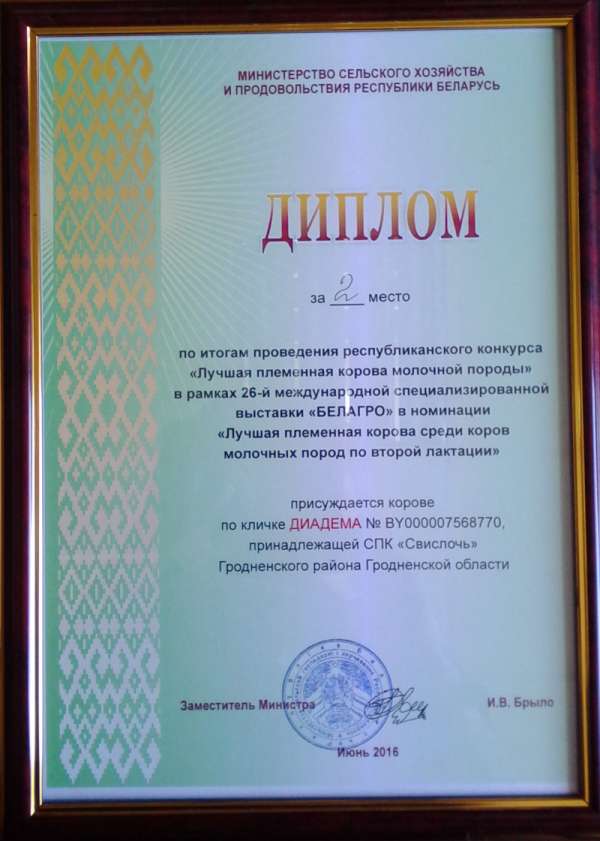 МИНИСТЕРСТВО СЕЛЬСКОГО ХОЗЯЙСТВА
И ПРОДОВОЛЬСТВИЯ РЕСПУБЛИКИ БЕЛАРУСЬ
ДИПЛОМ
за 2 место
по итогам проведения республиканского конкурса
«Лучшая племенная корова молочной породы»
в рамках 26-й международной специализированной
выставки «БЕЛАГРО» в номинации
«Лучшая племенная корова среди коров
молочных пород по второй лактации»
присуждается корове
по кличке ДИАДЕМА № BY000007568770,
принадлежащей СПК «Свислочь»
Гродненского района Гродненской области
Заместитель Министра И.В. Брыло
Июнь 2016